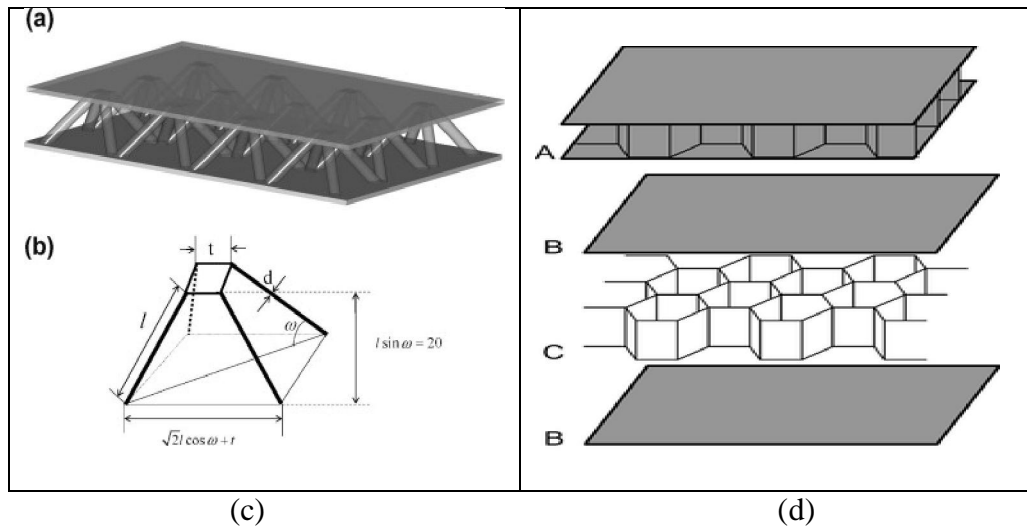 (a)
(b)
t
d
l
ω
l sin ω = 20
√2l cos ω + t
A
B
C
B
(c)
(d)